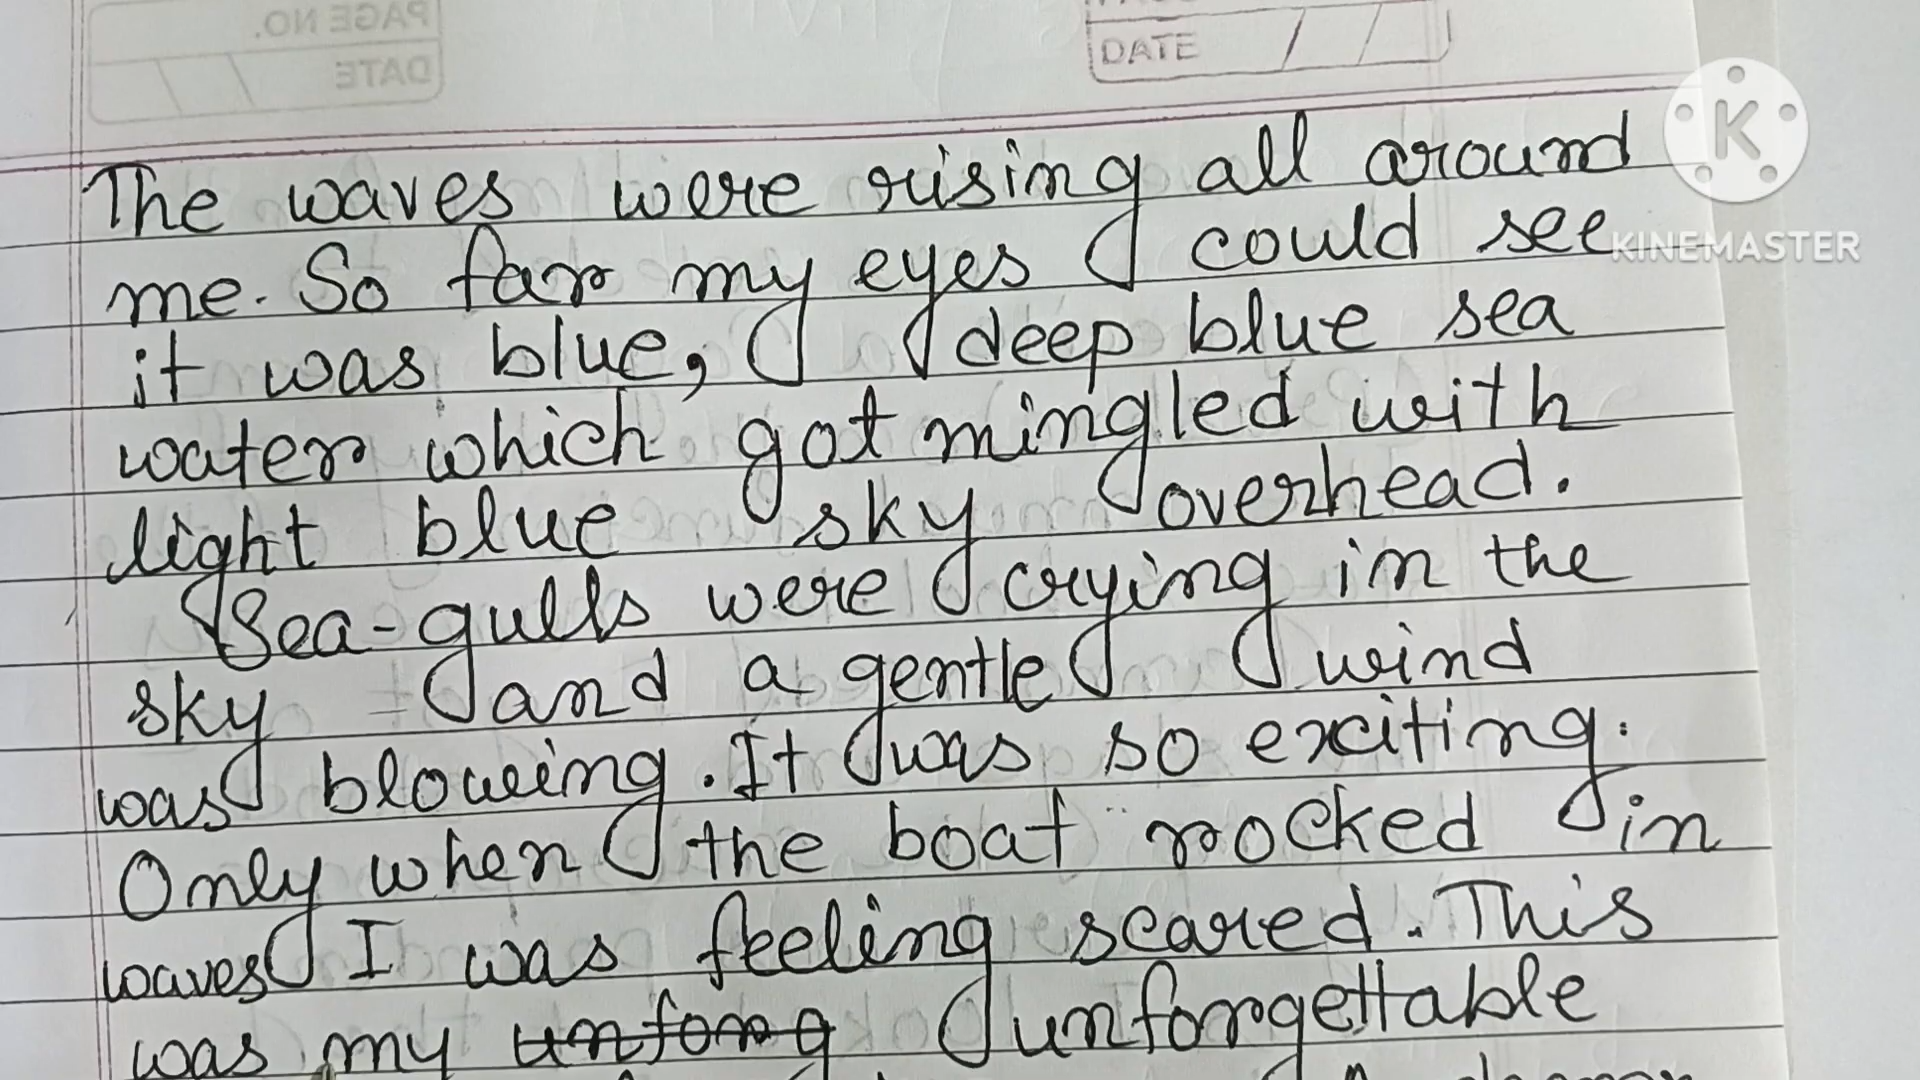 PAGE NO.
DATE
DATE / /
The waves were rising all around
me. So far my eyes could see
it was blue, deep blue sea
water which got mingled with
light blue sky overhead.
Sea-gulls were crying in the
sky and a gentle wind
was blowing. It was so exciting.
Only when the boat rocked in
waves I was feeling scared. This
was my unforg unforgettable
K
KINEMASTER